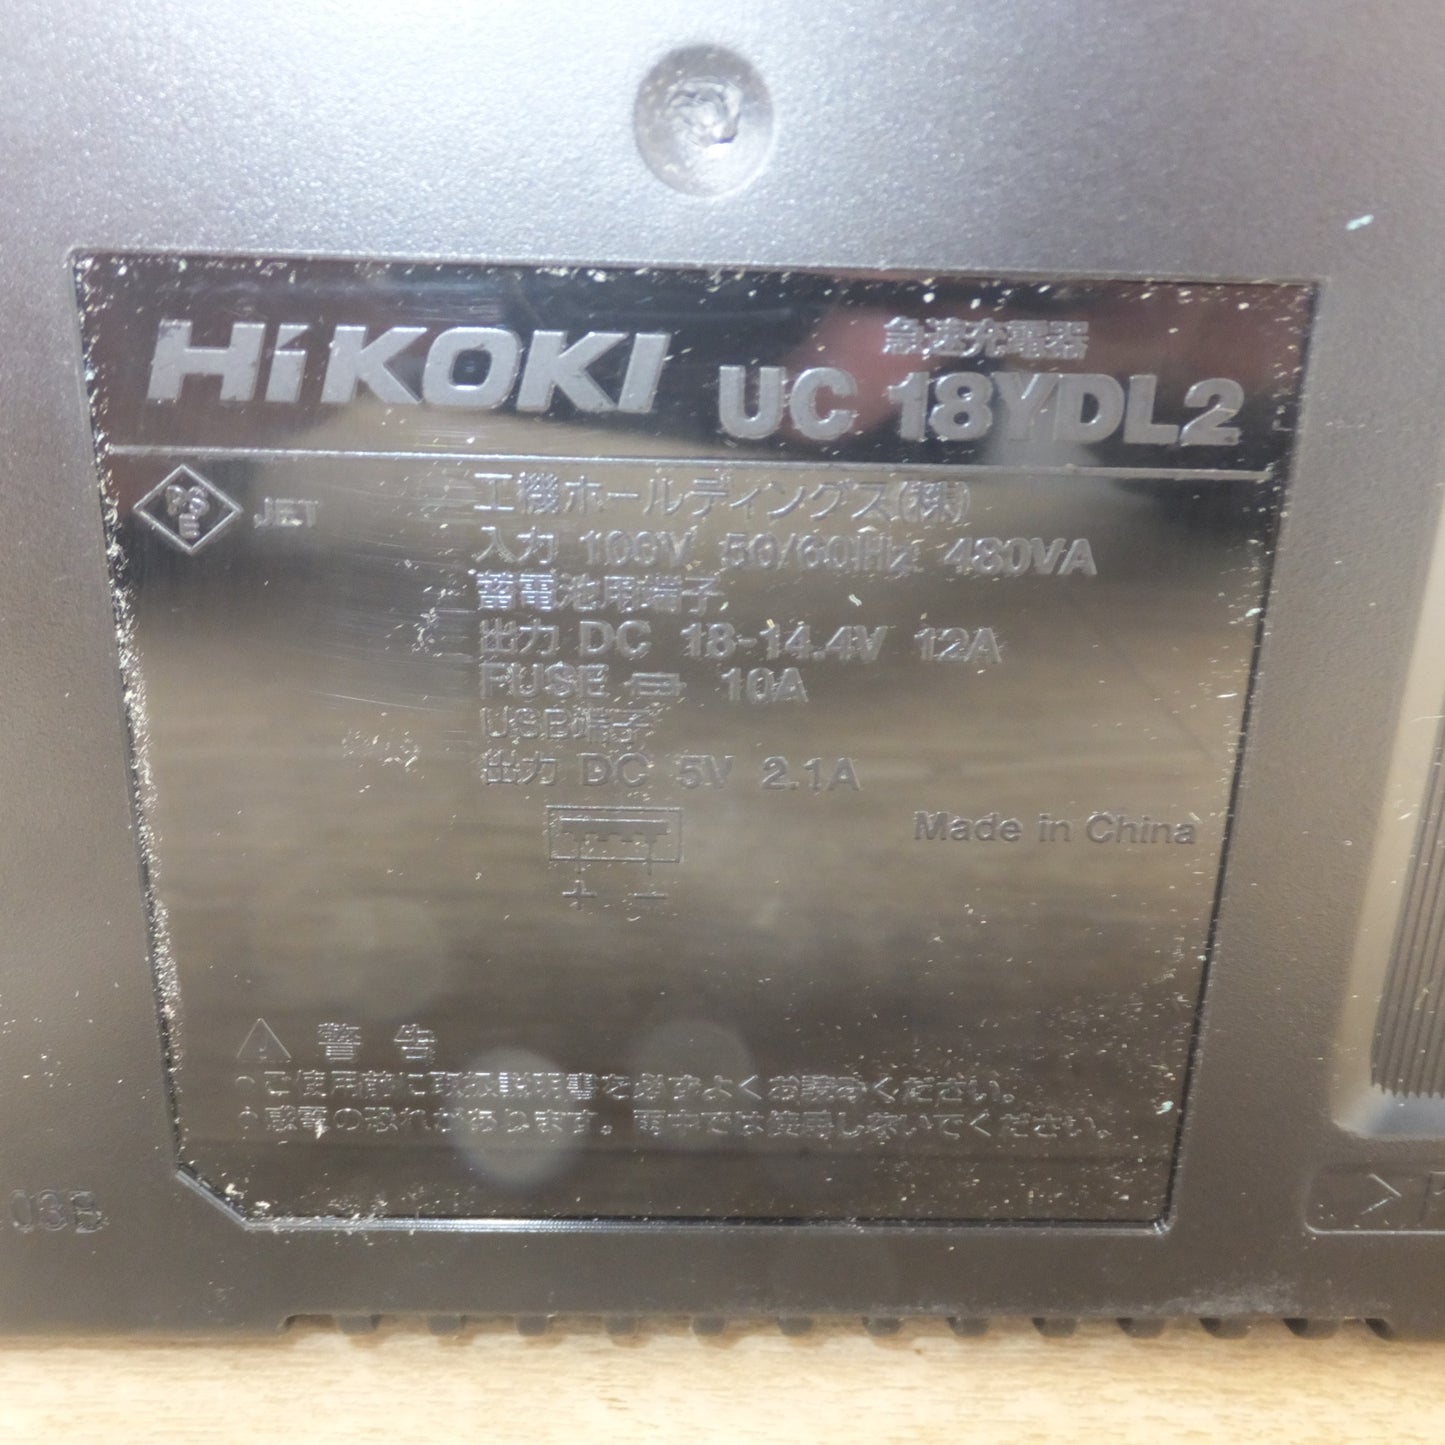 HiKOKI
急速充電器
UC 18YDL2
PSE JET
工機ホールディングス(株)
入力 100V 50/60Hz 480VA
蓄電池用端子
出力 DC 18-14.4V 12A
FUSE 10A
USB端子
出力 DC 5V 2.1A
+ −
Made in China
警告
•ご使用前に取扱説明書を必ずよくお読みください。
•感電の恐れがあります。雨中では使用しないでください。
03B